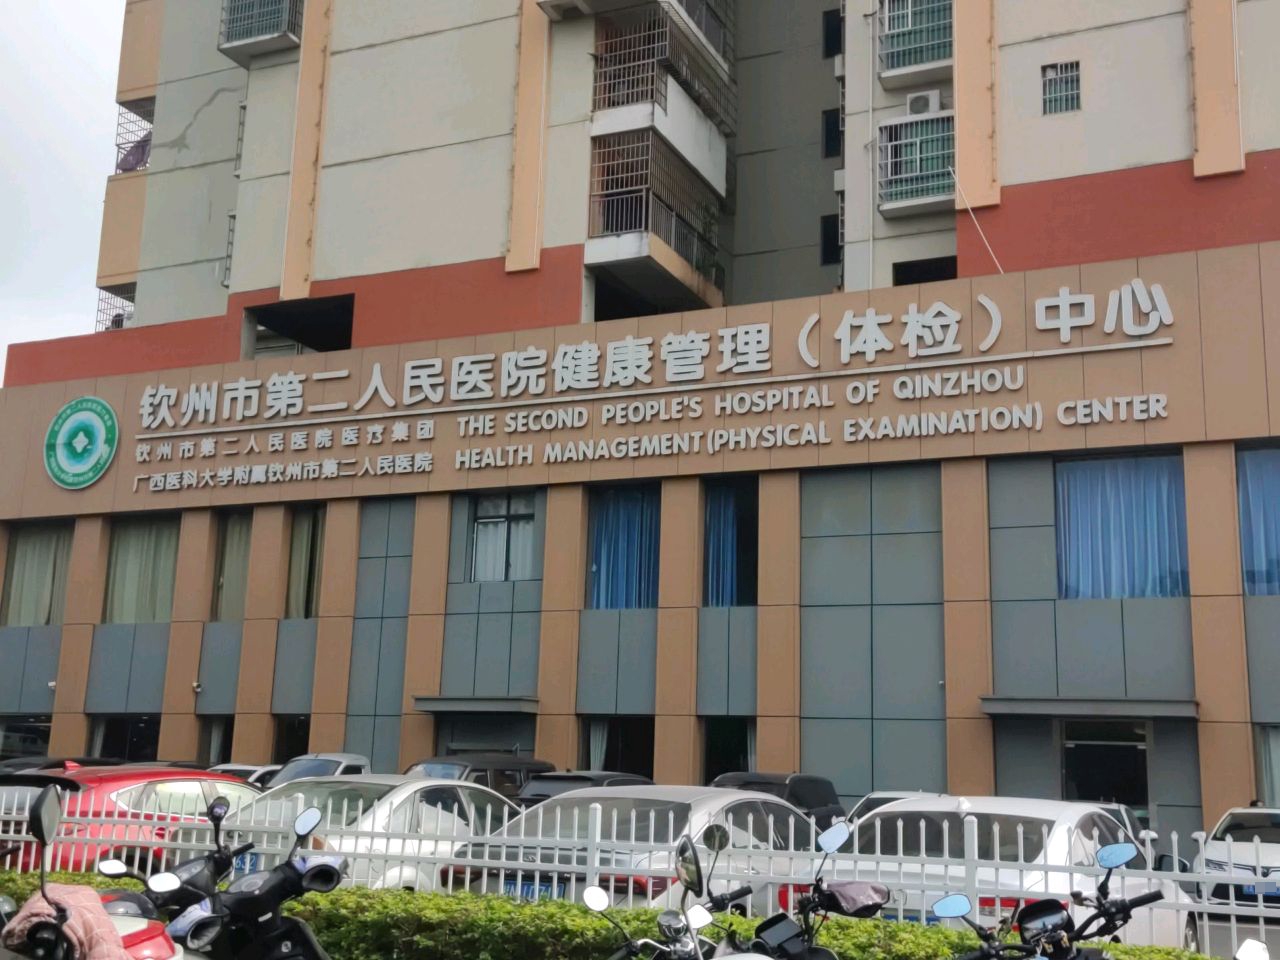 钦州市第二人民医院健康管理（体检）中心
钦州市第二人民医院医疗集团
广西医科大学附属钦州市第二人民医院
THE SECOND PEOPLE'S HOSPITAL OF QINZHOU
HEALTH MANAGEMENT(PHYSICAL EXAMINATION) CENTER